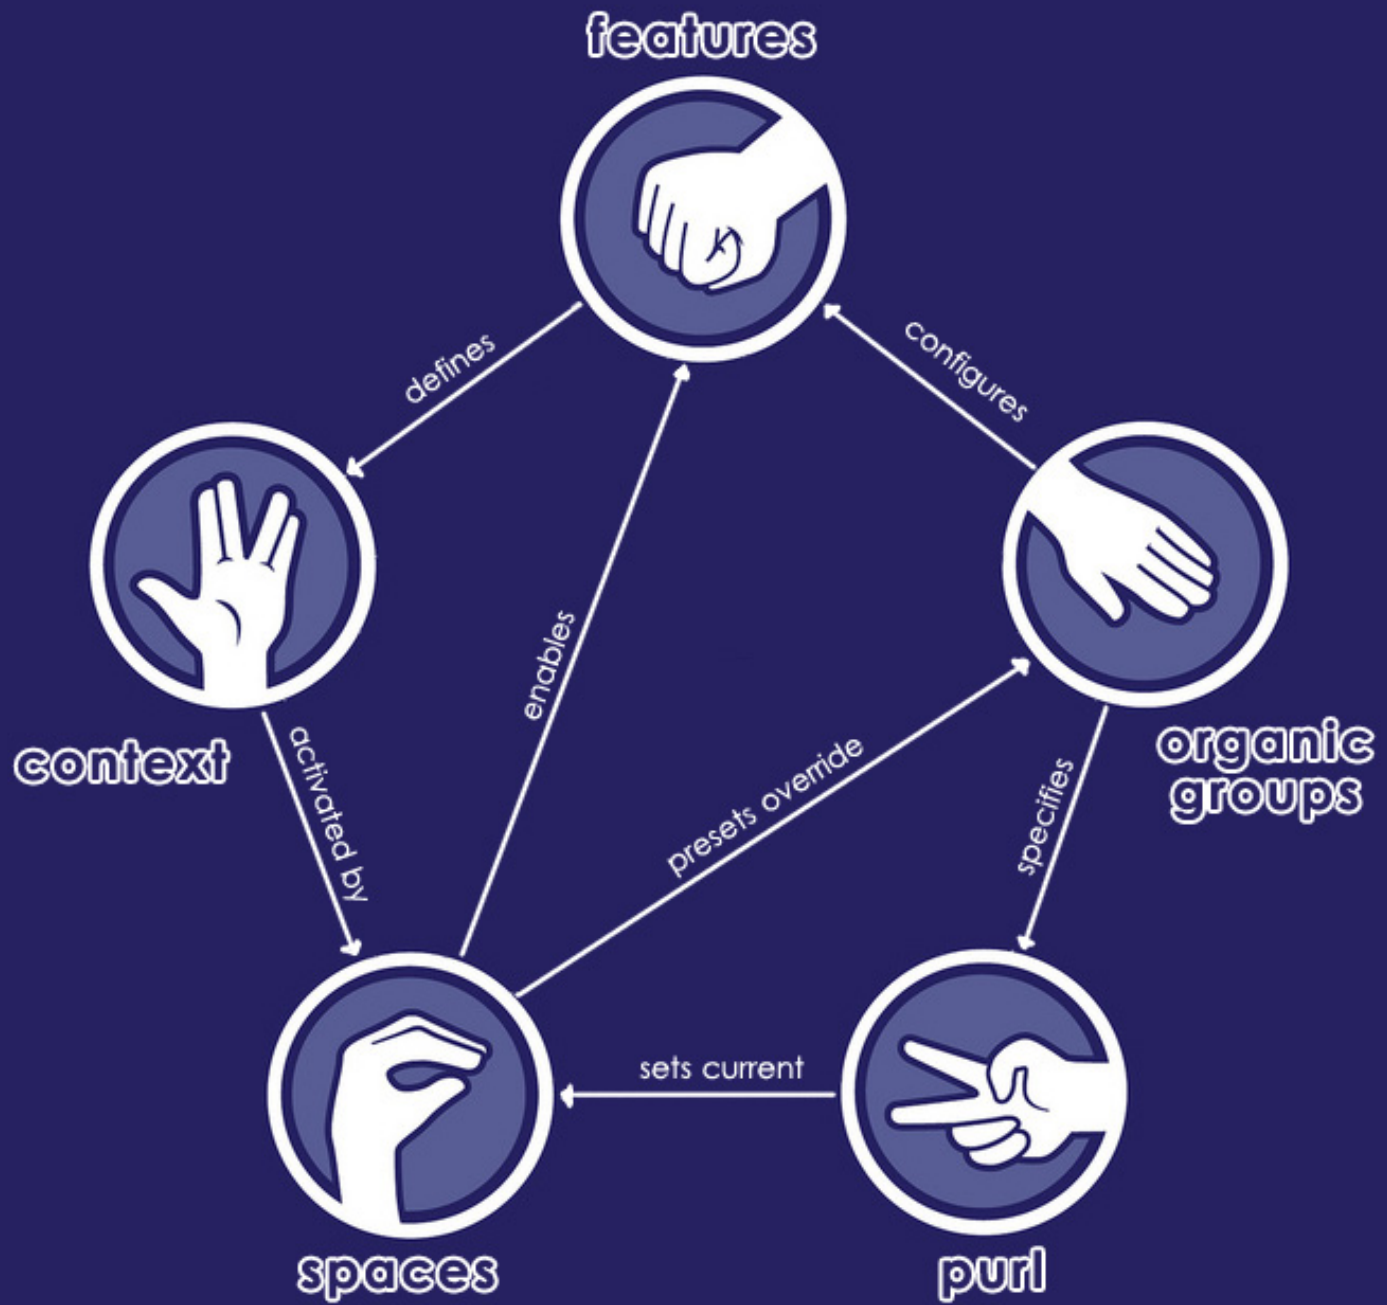 features
defines
configures
enables
context
activated by
presets override
organic
groups
specifies
sets current
spaces
purl